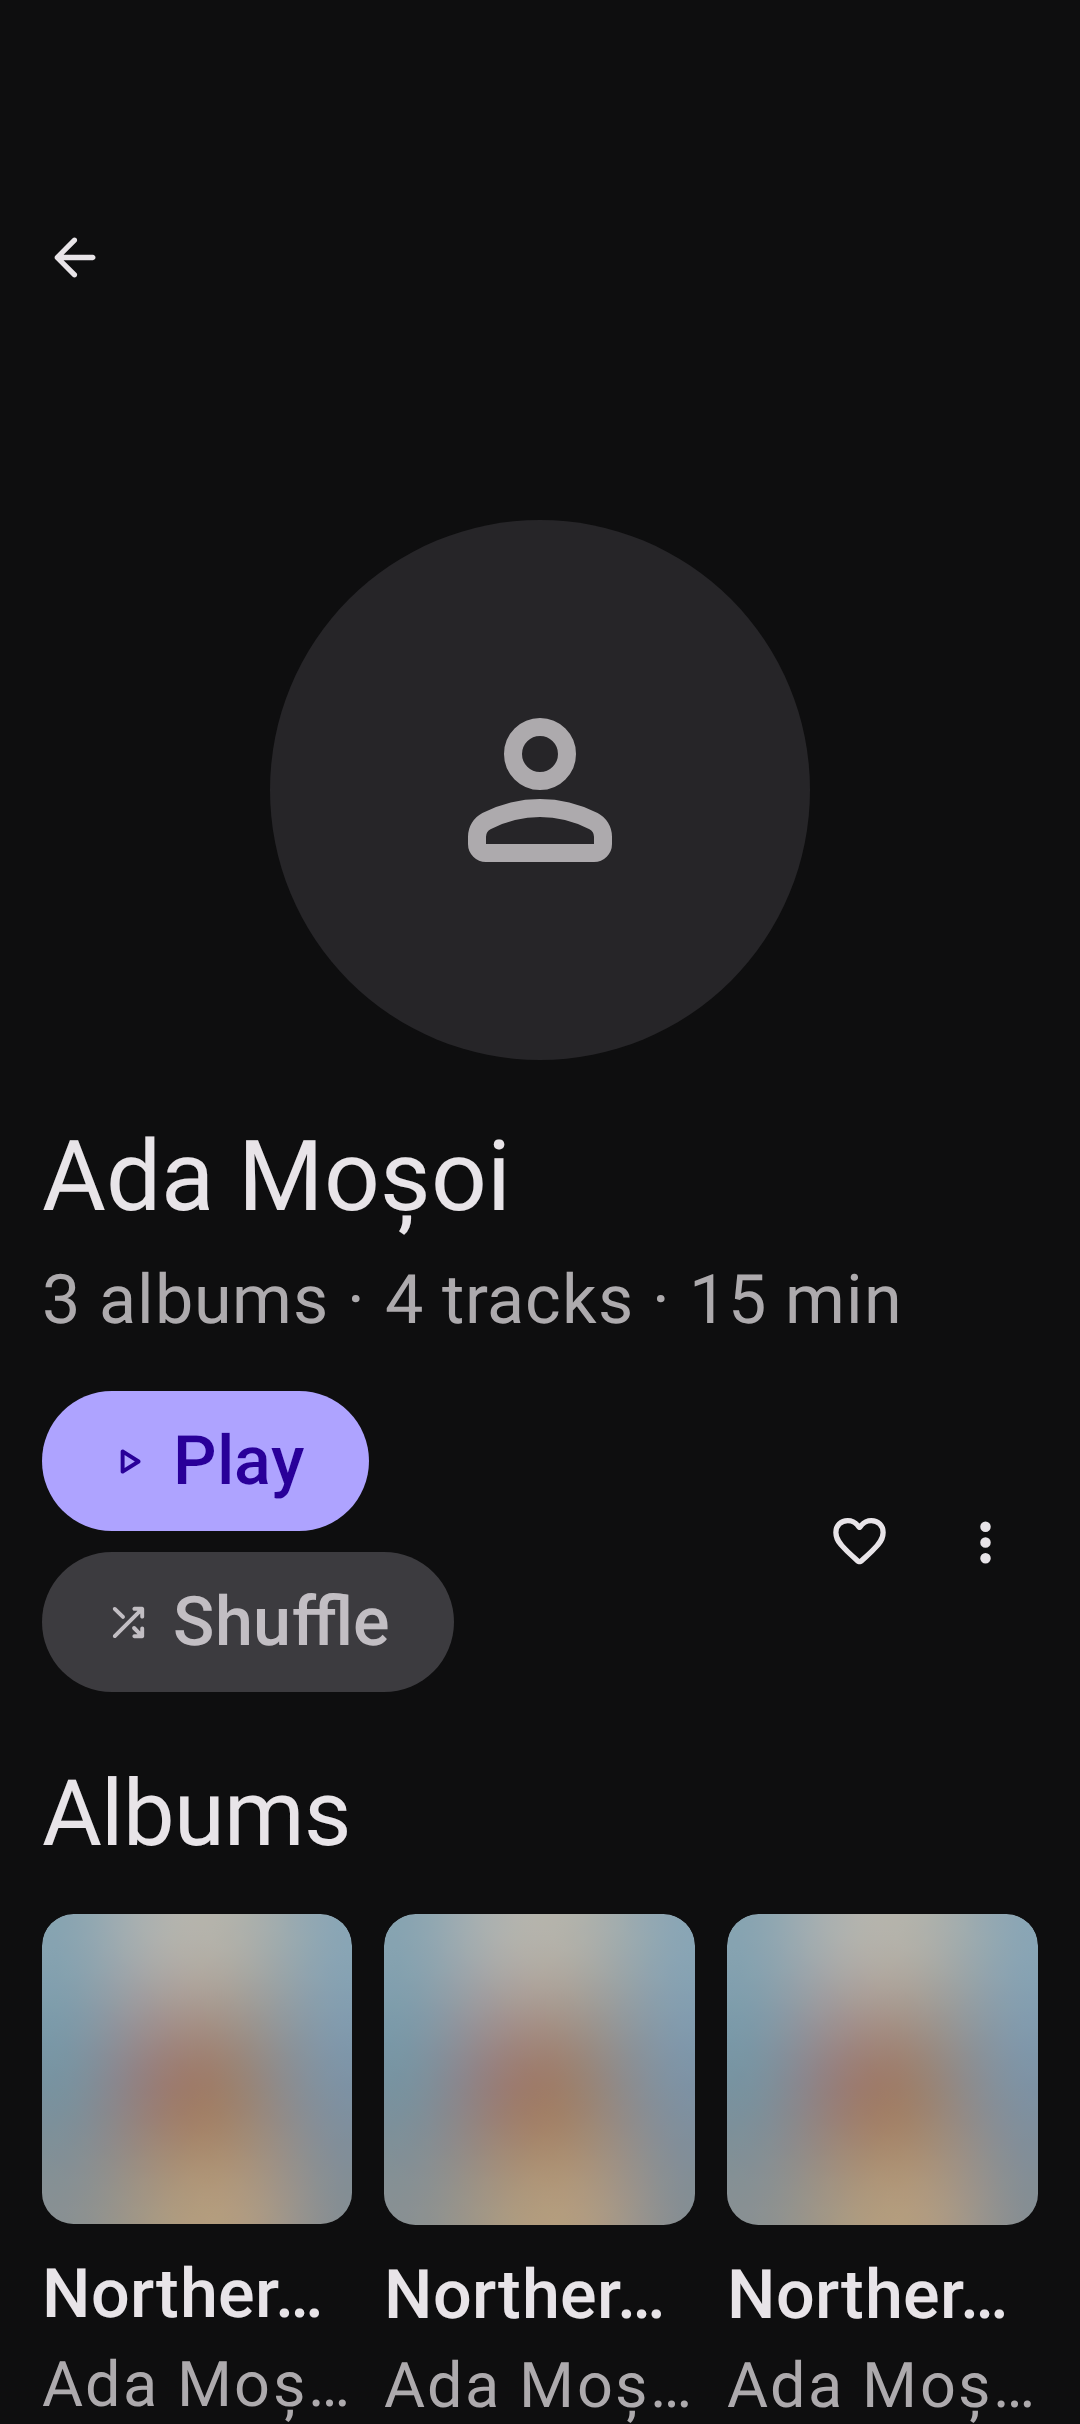 Ada Moșoi
3 albums · 4 tracks · 15 min
Play
Shuffle
Albums
Norther…
Ada Moș…
Norther…
Ada Moș…
Norther…
Ada Moș…